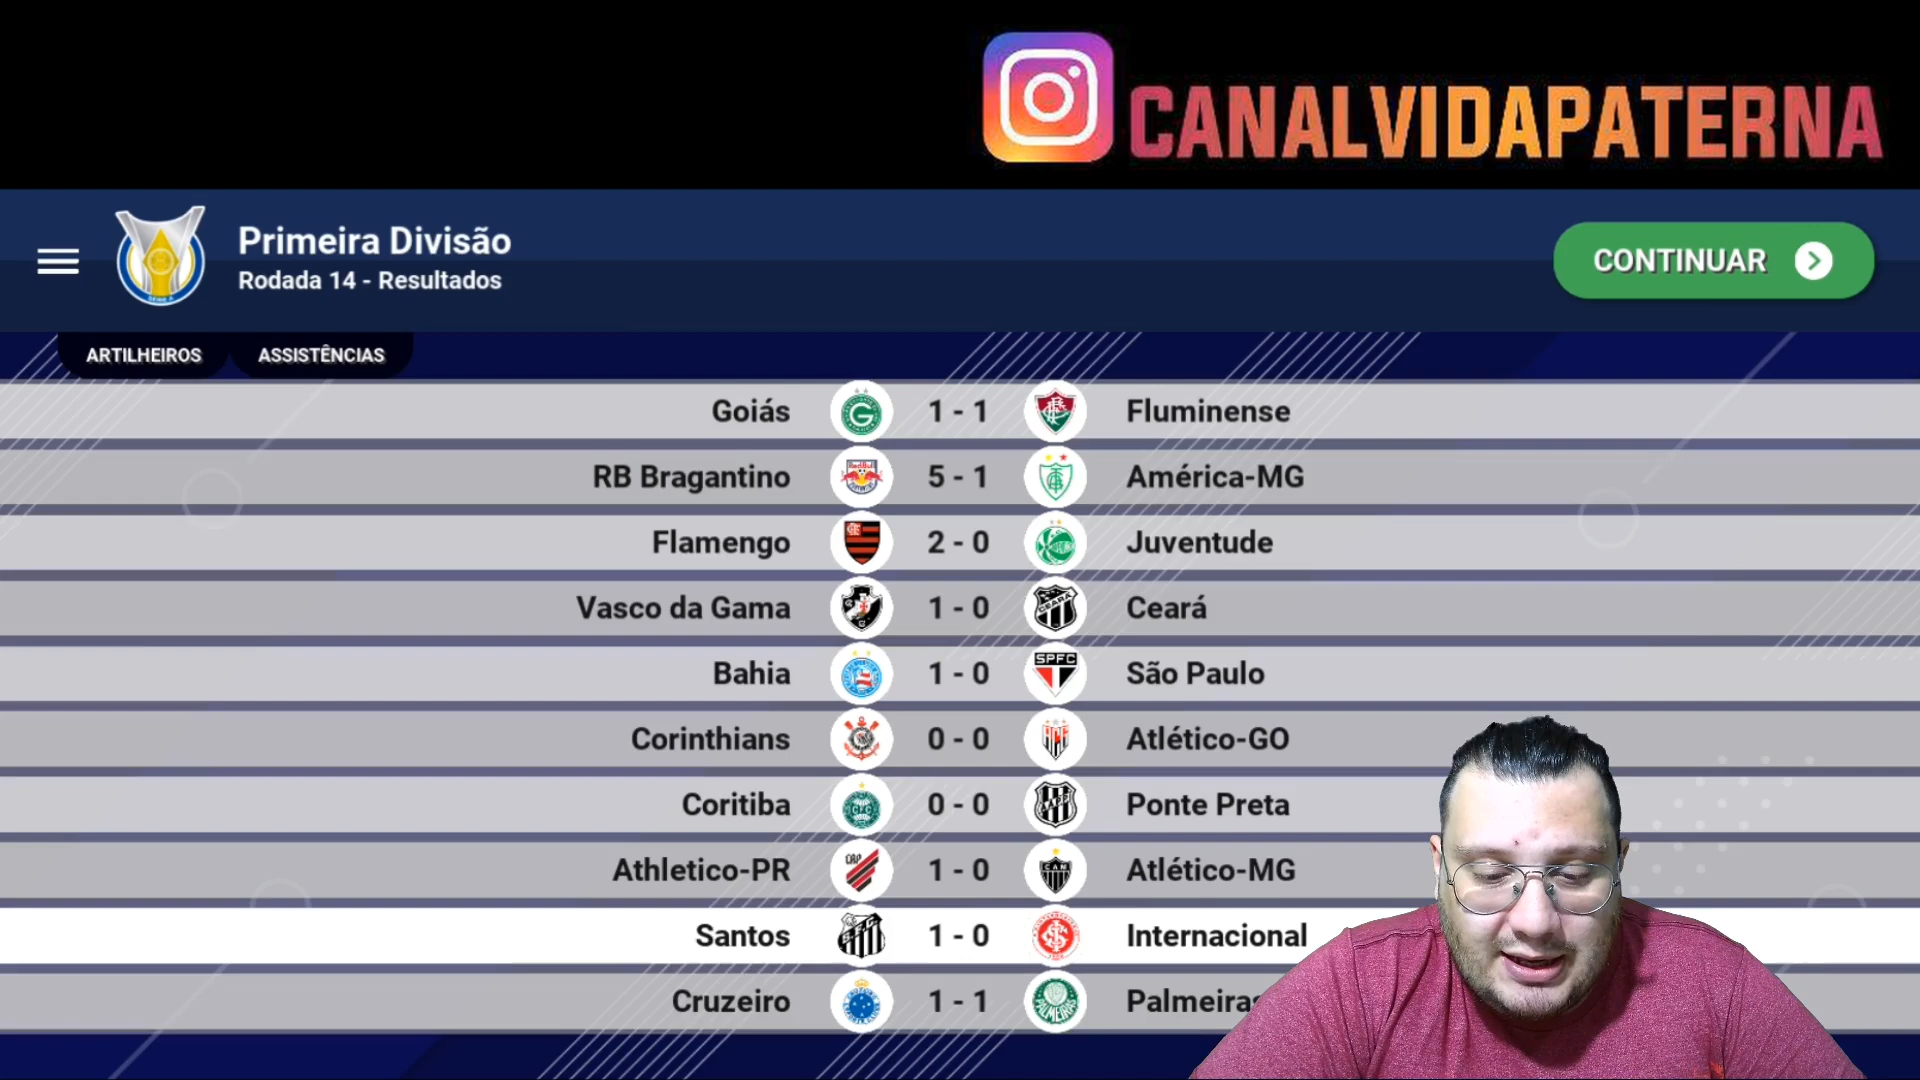 CANALVIDAPATERNA
Primeira Divisão
Rodada 14 - Resultados
CONTINUAR
ARTILHEIROS
ASSISTÊNCIAS
Goiás 1 - 1 Fluminense
RB Bragantino 5 - 1 América-MG
Flamengo 2 - 0 Juventude
Vasco da Gama 1 - 0 Ceará
Bahia 1 - 0 SPFC São Paulo
Corinthians 0 - 0 Atlético-GO
Coritiba 0 - 0 Ponte Preta
Athletico-PR 1 - 0 Atlético-MG
Santos 1 - 0 Internacional
Cruzeiro 1 - 1 Palmeiras